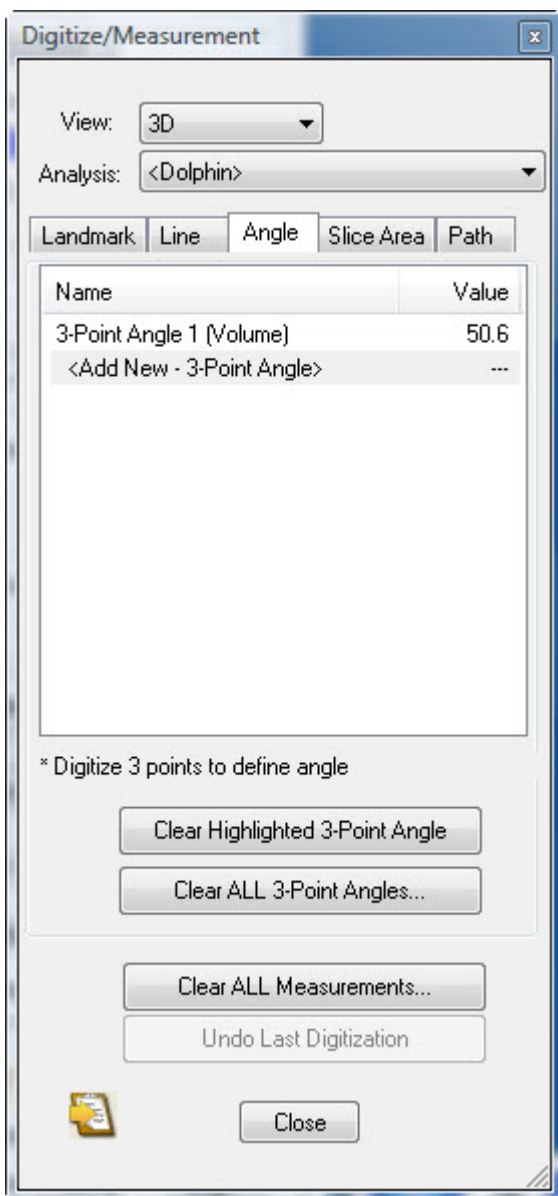 Digitize/Measurement
View: 3D
Analysis: <Dolphin>
Landmark Line Angle Slice Area Path
Name Value
3-Point Angle 1 (Volume) 50.6
<Add New - 3-Point Angle> ---
* Digitize 3 points to define angle
Clear Highlighted 3-Point Angle
Clear ALL 3-Point Angles...
Clear ALL Measurements...
Undo Last Digitization
Close